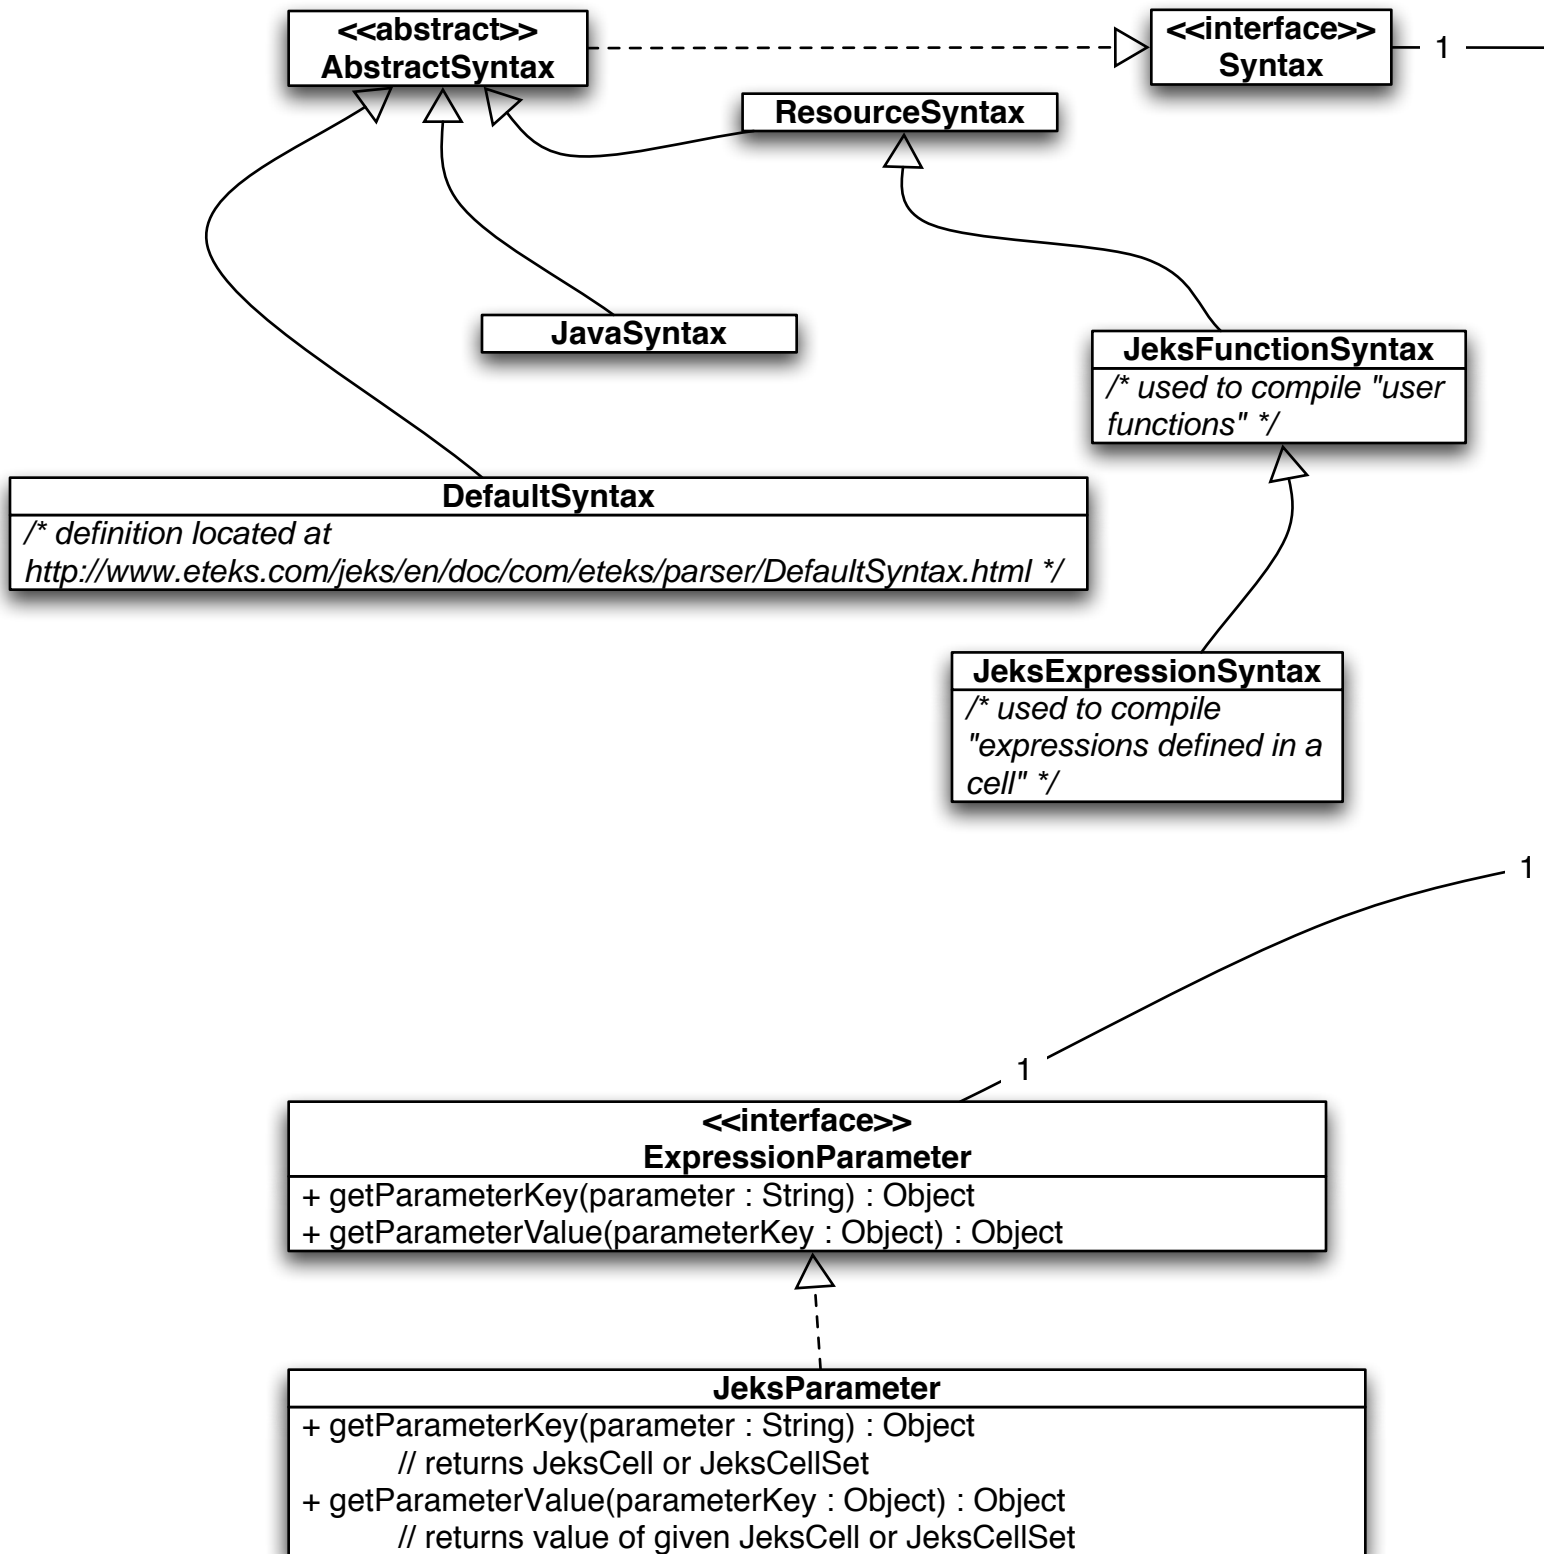 <<abstract>>
AbstractSyntax
<<interface>>
Syntax
1
ResourceSyntax
JavaSyntax
JeksFunctionSyntax
/* used to compile "user
functions" */
DefaultSyntax
/* definition located at
http://www.eteks.com/jeks/en/doc/com/eteks/parser/DefaultSyntax.html */
JeksExpressionSyntax
/* used to compile
"expressions defined in a
cell" */
1
1
<<interface>>
ExpressionParameter
+ getParameterKey(parameter : String) : Object
+ getParameterValue(parameterKey : Object) : Object
JeksParameter
+ getParameterKey(parameter : String) : Object
// returns JeksCell or JeksCellSet
+ getParameterValue(parameterKey : Object) : Object
// returns value of given JeksCell or JeksCellSet